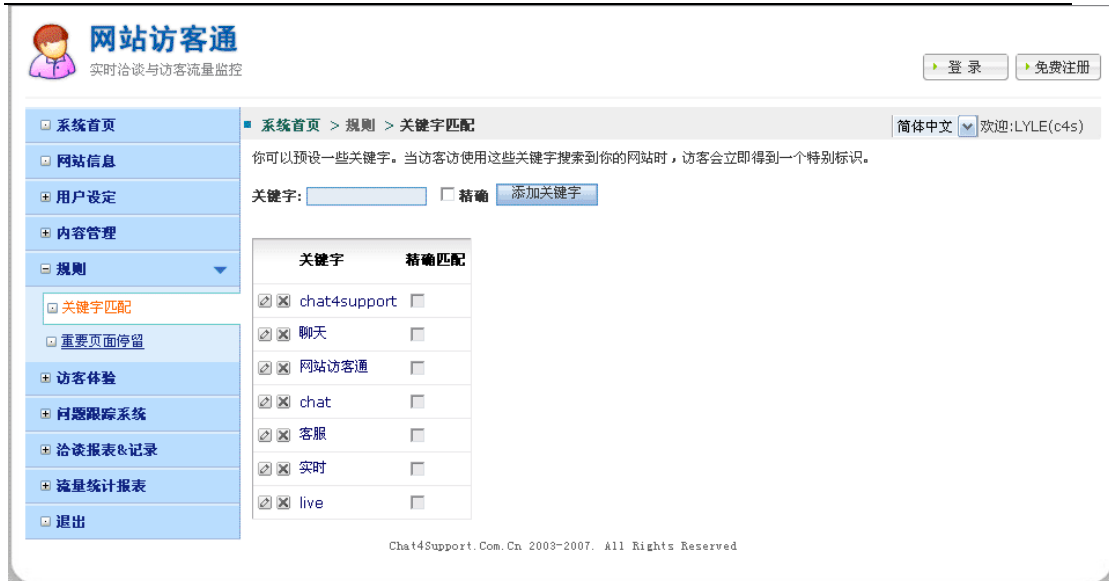 网站访客通
实时洽谈与访客流量监控
登 录
免费注册
系统首页
网站信息
用户设定
内容管理
规则
关键字匹配
重要页面停留
访客体验
问题跟踪系统
洽谈报表&记录
流量统计报表
退出
系统首页 > 规则 > 关键字匹配
简体中文 欢迎:LYLE(c4s)
你可以预设一些关键字。当访客访使用这些关键字搜索到你的网站时，访客会立即得到一个特别标识。
关键字: 精确 添加关键字
关键字 精确匹配
chat4support
聊天
网站访客通
chat
客服
实时
live
Chat4Support.Com.Cn 2003-2007. All Rights Reserved